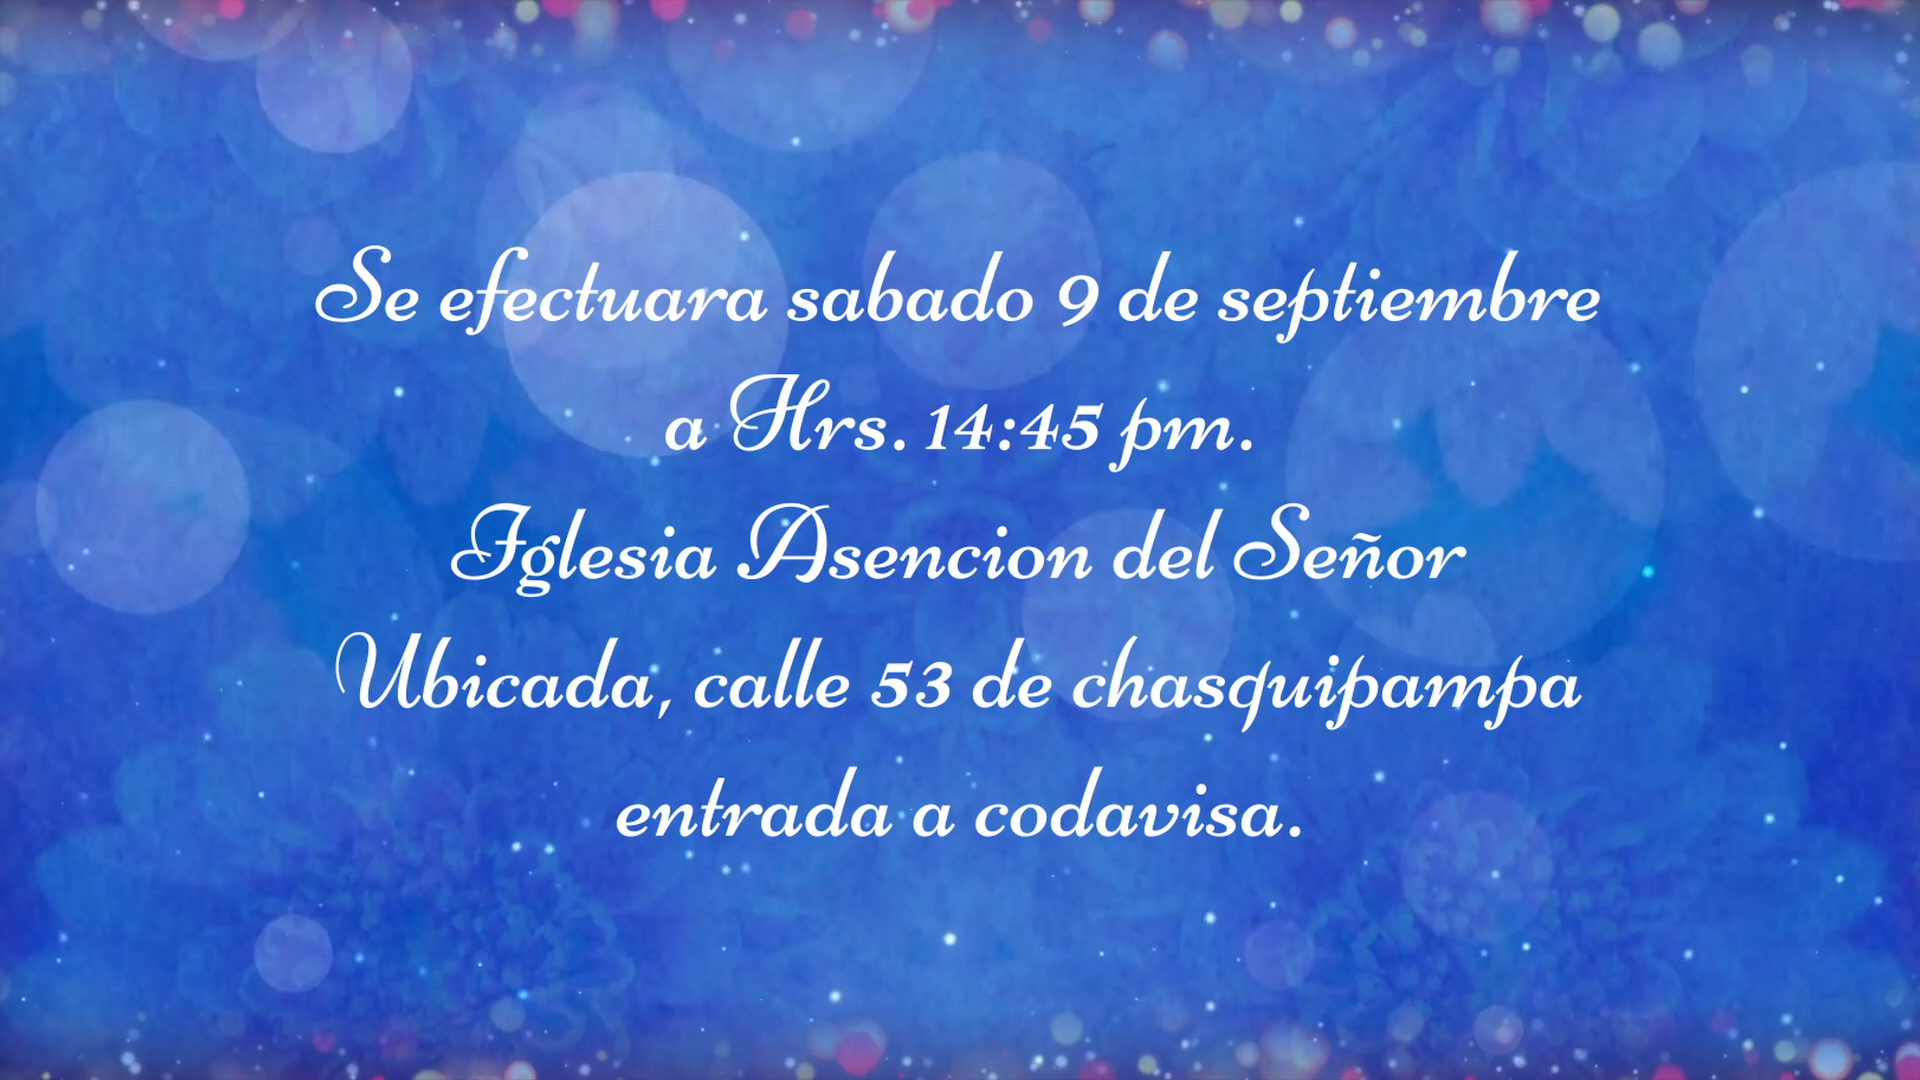 Se efectuara sabado 9 de septiembre
a Hrs. 14:45 pm.
Iglesia Asencion del Señor
Ubicada, calle 53 de chasquipampa
entrada a codavisa.